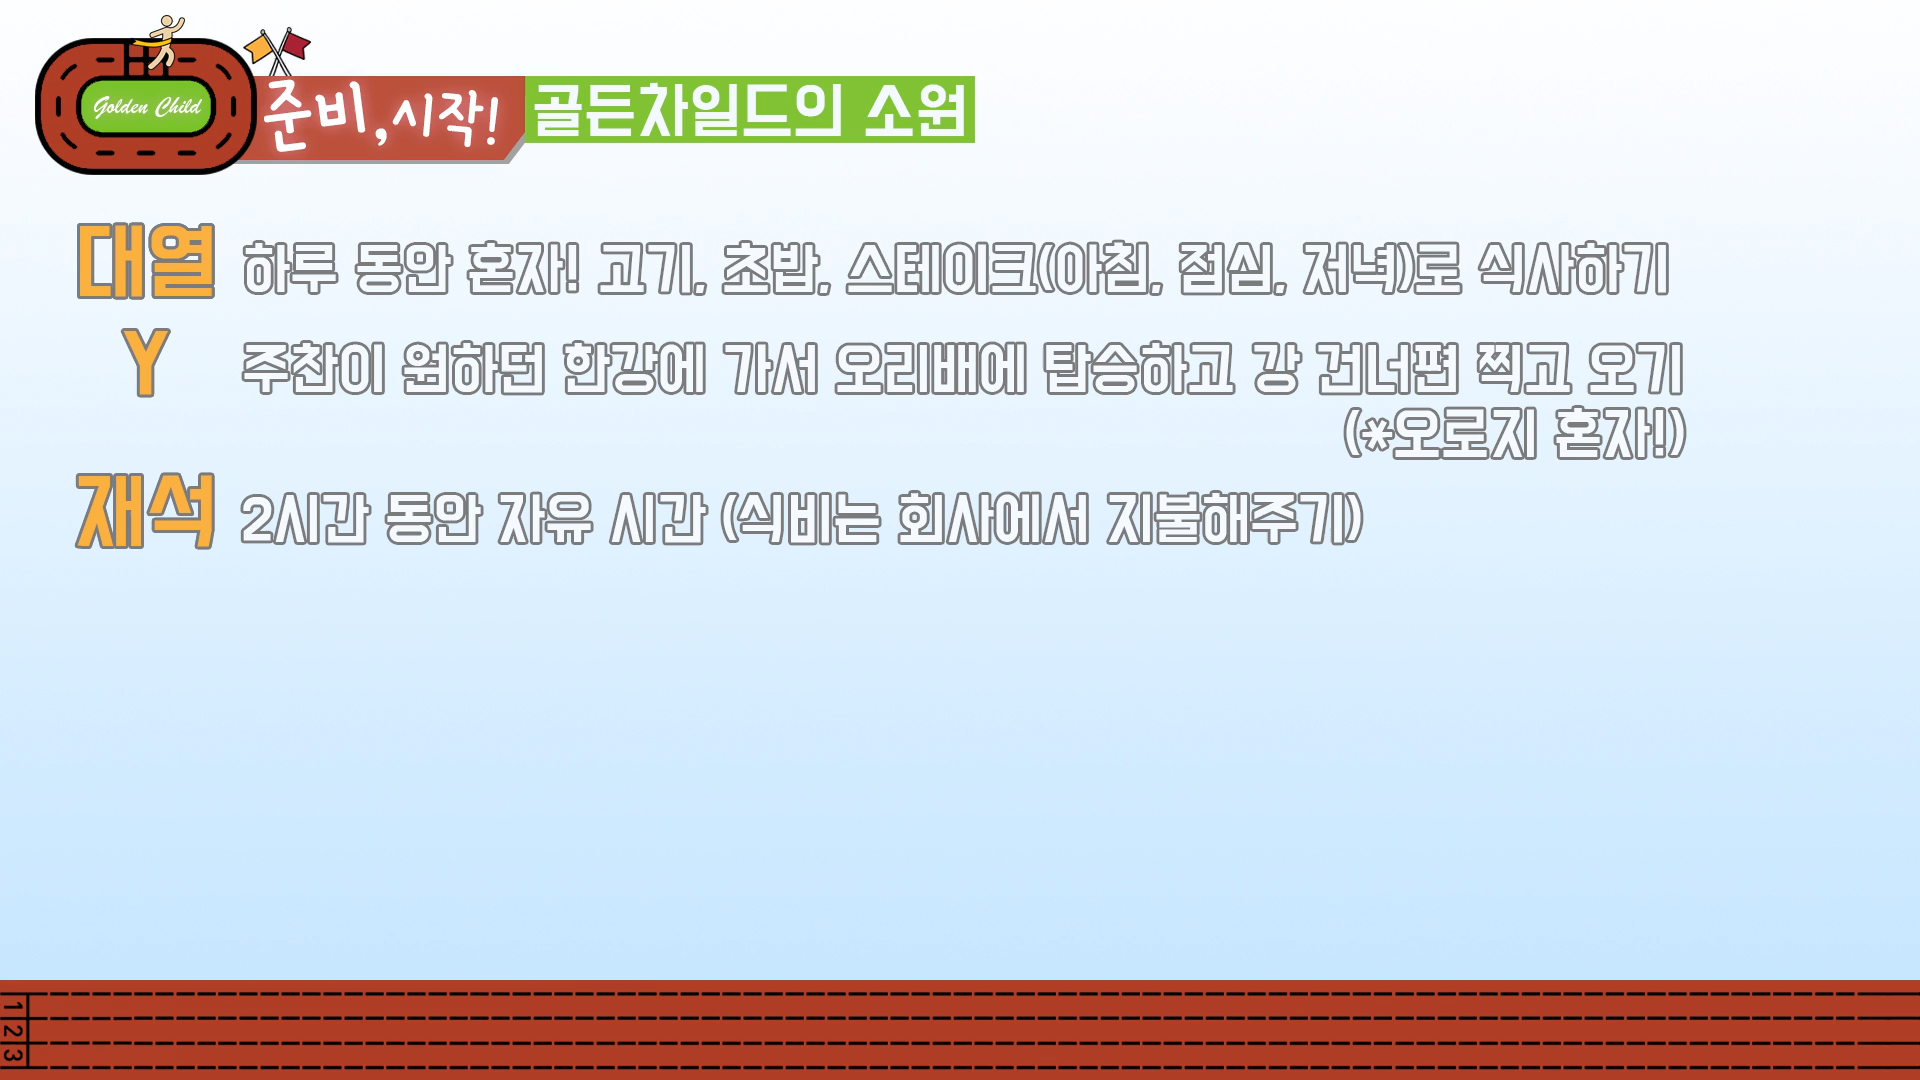 Golden Child
준비, 시작! 골든차일드의 소원
대열 하루 동안 혼자! 고기, 초밥, 스테이크(아침, 점심, 저녁)로 식사하기
Y 주찬이 원하던 한강에 가서 오리배에 탑승하고 강 건너편 찍고 오기
(*오로지 혼자!)
재석 2시간 동안 자유 시간 (식비는 회사에서 지불해주기)
1
2
3